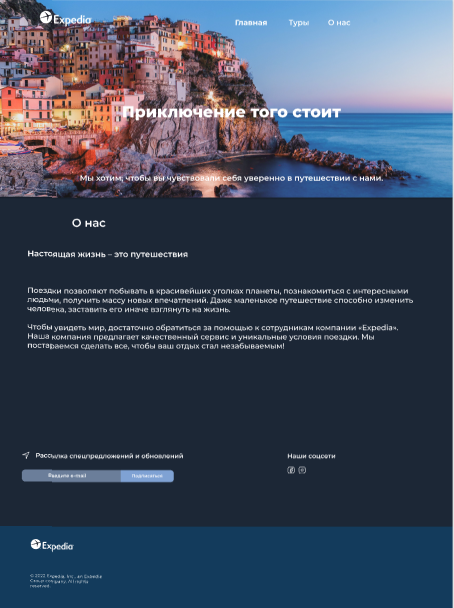 Expedia
Главная Туры О нас
Приключение того стоит
Мы хотим, чтобы вы чувствовали себя уверенно в путешествии с нами.
О нас
Настоящая жизнь – это путешествия
Поездки позволяют побывать в красивейших уголках планеты, познакомиться с интересными
людьми, получить массу новых впечатлений. Даже маленькое путешествие способно изменить
человека, заставить его иначе взглянуть на жизнь.
Чтобы увидеть мир, достаточно обратиться за помощью к сотрудникам компании «Expedia».
Наша компания предлагает качественный сервис и уникальные условия поездки. Мы
постараемся сделать все, чтобы ваш отдых стал незабываемым!
Рассылка спецпредложений и обновлений
Наши соцсети
Введите e-mail Подписаться
Expedia
© 2022 Expedia, Inc., an Expedia
Group company. All rights
reserved.